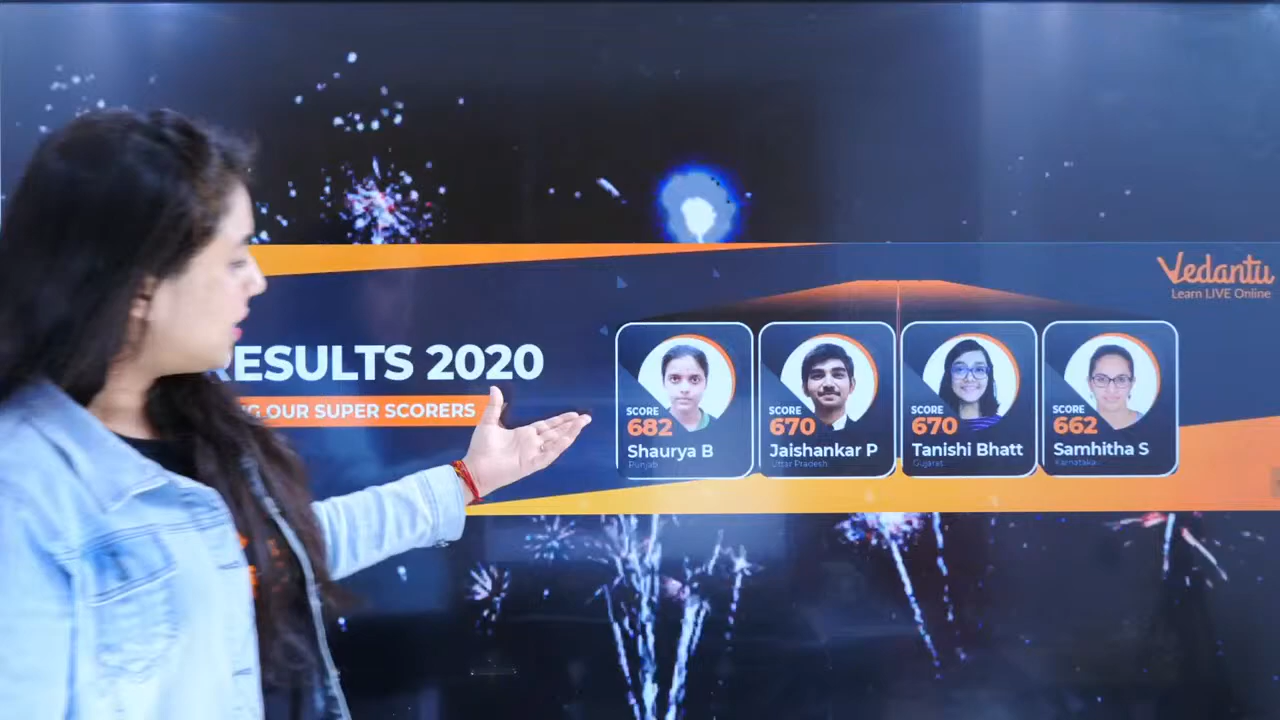 RESULTS 2020
G OUR SUPER SCORERS
Vedantu
Learn LIVE Online
SCORE
682
Shaurya B
Punjab
SCORE
670
Jaishankar P
Uttar Pradesh
SCORE
670
Tanishi Bhatt
Gujarat
SCORE
662
Samhitha S
Karnataka